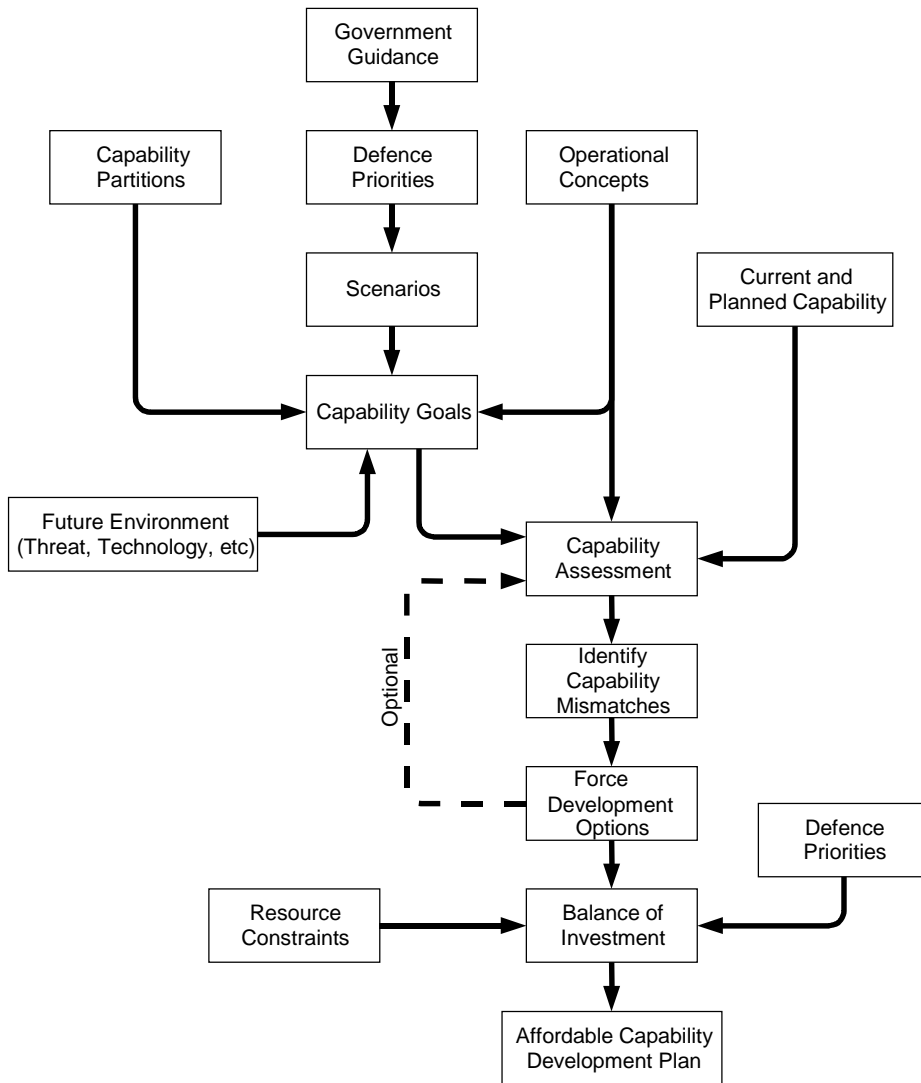 Government
Guidance
Capability
Partitions
Defence
Priorities
Operational
Concepts
Scenarios
Current and
Planned Capability
Capability Goals
Future Environment
(Threat, Technology, etc)
Capability
Assessment
Optional
Identify
Capability
Mismatches
Force
Development
Options
Defence
Priorities
Resource
Constraints
Balance of
Investment
Affordable Capability
Development Plan